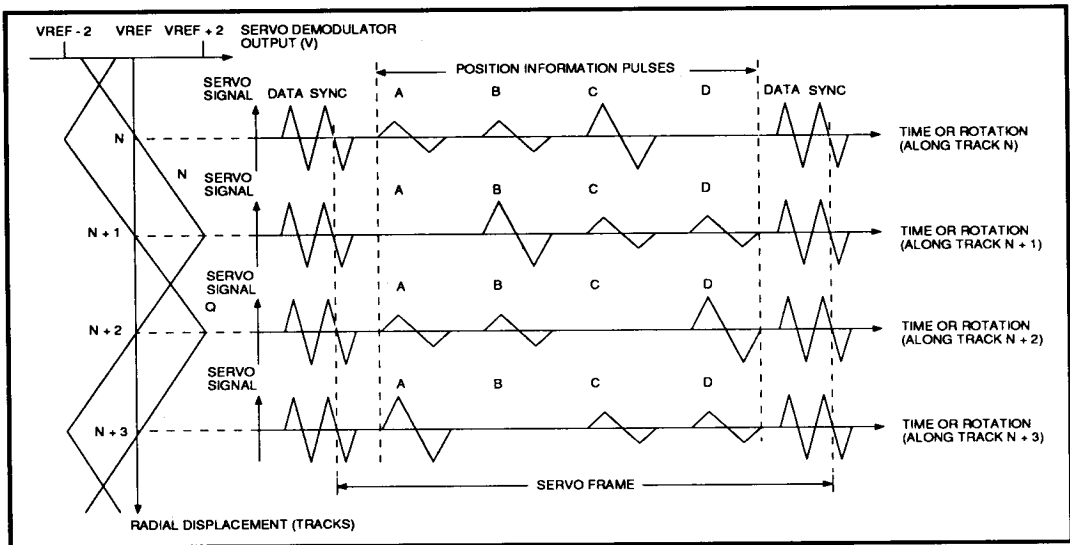 VREF - 2 VREF VREF + 2 SERVO DEMODULATOR
OUTPUT (V)
POSITION INFORMATION PULSES
SERVO
SIGNAL
DATA SYNC
A B C D
DATA SYNC
N
TIME OR ROTATION
(ALONG TRACK N)
N
SERVO
SIGNAL
A B C D
N + 1
TIME OR ROTATION
(ALONG TRACK N + 1)
SERVO
SIGNAL
A B C D
Q
N + 2
TIME OR ROTATION
(ALONG TRACK N + 2)
SERVO
SIGNAL
A B C D
N + 3
TIME OR ROTATION
(ALONG TRACK N + 3)
SERVO FRAME
RADIAL DISPLACEMENT (TRACKS)